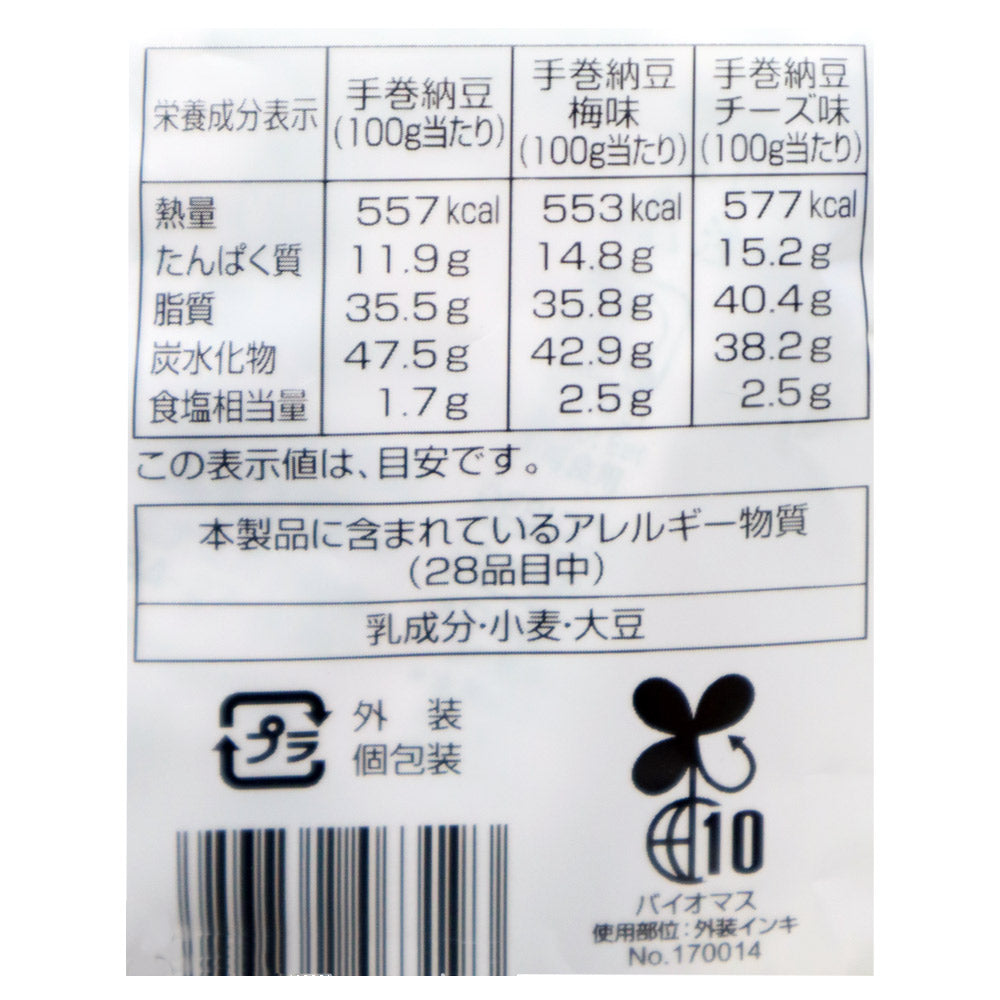 栄養成分表示 手巻納豆 (100g当たり) 手巻納豆 梅味 (100g当たり) 手巻納豆 チーズ味 (100g当たり)
熱量 557kcal 553kcal 577kcal
たんぱく質 11.9g 14.8g 15.2g
脂質 35.5g 35.8g 40.4g
炭水化物 47.5g 42.9g 38.2g
食塩相当量 1.7g 2.5g 2.5g
この表示値は、目安です。
本製品に含まれているアレルギー物質
(28品目中)
乳成分・小麦・大豆
プラ
外 装
個包装
10
バイオマス
使用部位:外装インキ
No.170014